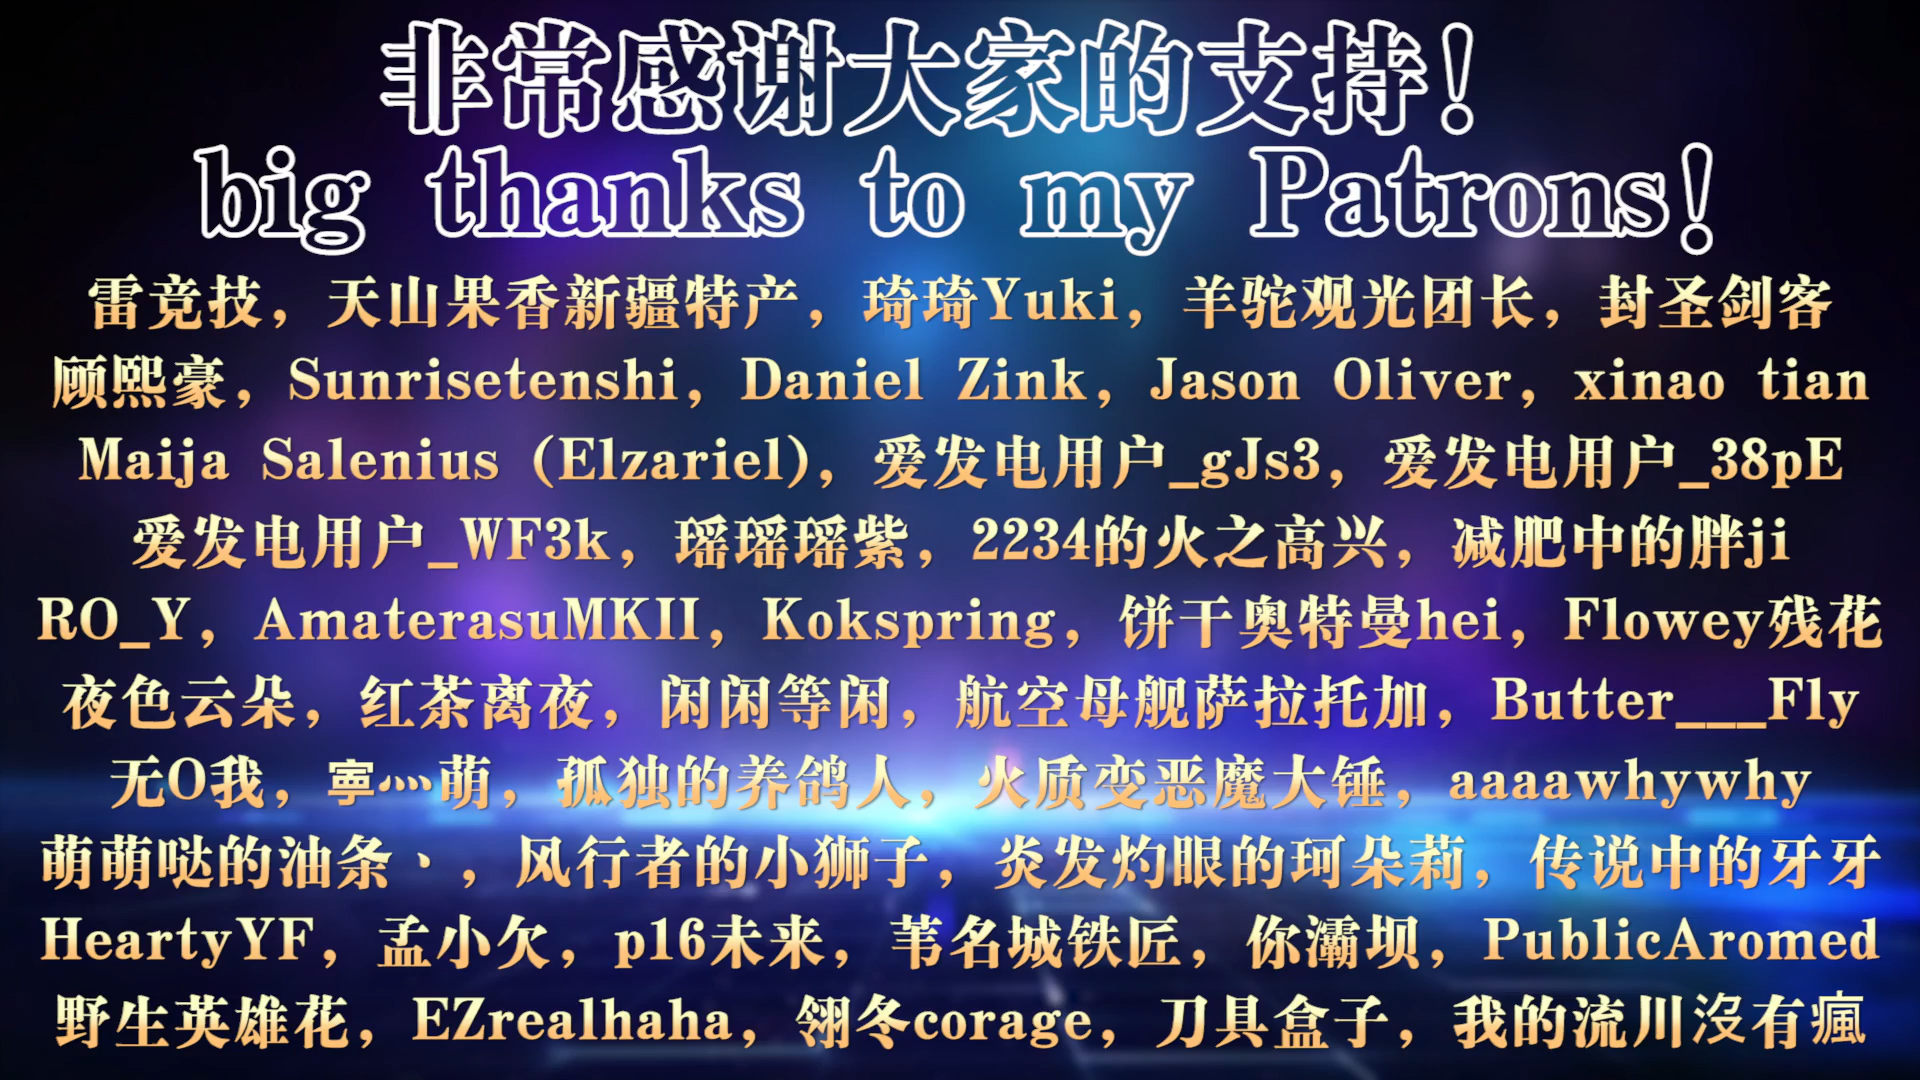 非常感谢大家的支持！
big thanks to my Patrons！
雷竞技，天山果香新疆特产，琦琦Yuki，羊驼观光团长，封圣剑客
顾熙豪，Sunrisetenshi，Daniel Zink，Jason Oliver，xinao tian
Maija Salenius (Elzariel)，爱发电用户_gJs3，爱发电用户_38pE
爱发电用户_WF3k，瑶瑶瑶紫，2234的火之高兴，减肥中的胖ji
RO_Y，AmaterasuMKII，Kokspring，饼干奥特曼hei，Flowey残花
夜色云朵，红茶离夜，闲闲等闲，航空母舰萨拉托加，Butter___Fly
无O我，寕灬萌，孤独的养鸽人，火质变恶魔大锤，aaaawhywhy
萌萌哒的油条丶，风行者的小狮子，炎发灼眼的珂朵莉，传说中的牙牙
HeartyYF，孟小欠，p16未来，苇名城铁匠，你灞坝，PublicAromed
野生英雄花，EZrealhaha，翎冬corage，刀具盒子，我的流川沒有瘋